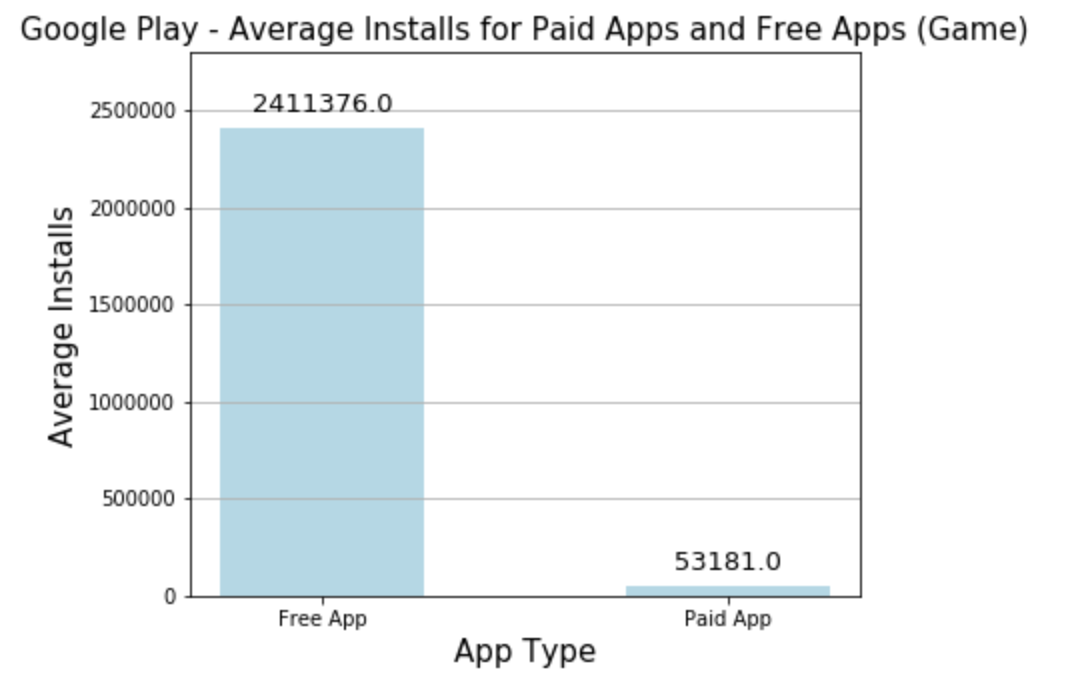 Google Play - Average Installs for Paid Apps and Free Apps (Game)
2500000
2000000
1500000
1000000
500000
0
Average Installs
2411376.0
53181.0
Free App
Paid App
App Type